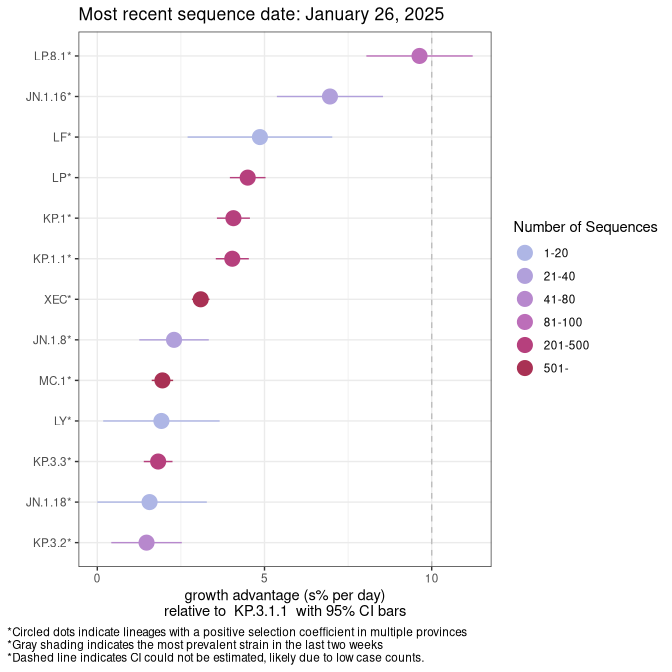 Most recent sequence date: January 26, 2025
LP.8.1*
JN.1.16*
LF*
LP*
KP.1*
KP.1.1*
XEC*
JN.1.8*
MC.1*
LY*
KP.3.3*
JN.1.18*
KP.3.2*
0 5 10
growth advantage (s% per day)
relative to KP.3.1.1 with 95% CI bars
Number of Sequences
1-20
21-40
41-80
81-100
201-500
501-
*Circled dots indicate lineages with a positive selection coefficient in multiple provinces
*Gray shading indicates the most prevalent strain in the last two weeks
*Dashed line indicates CI could not be estimated, likely due to low case counts.